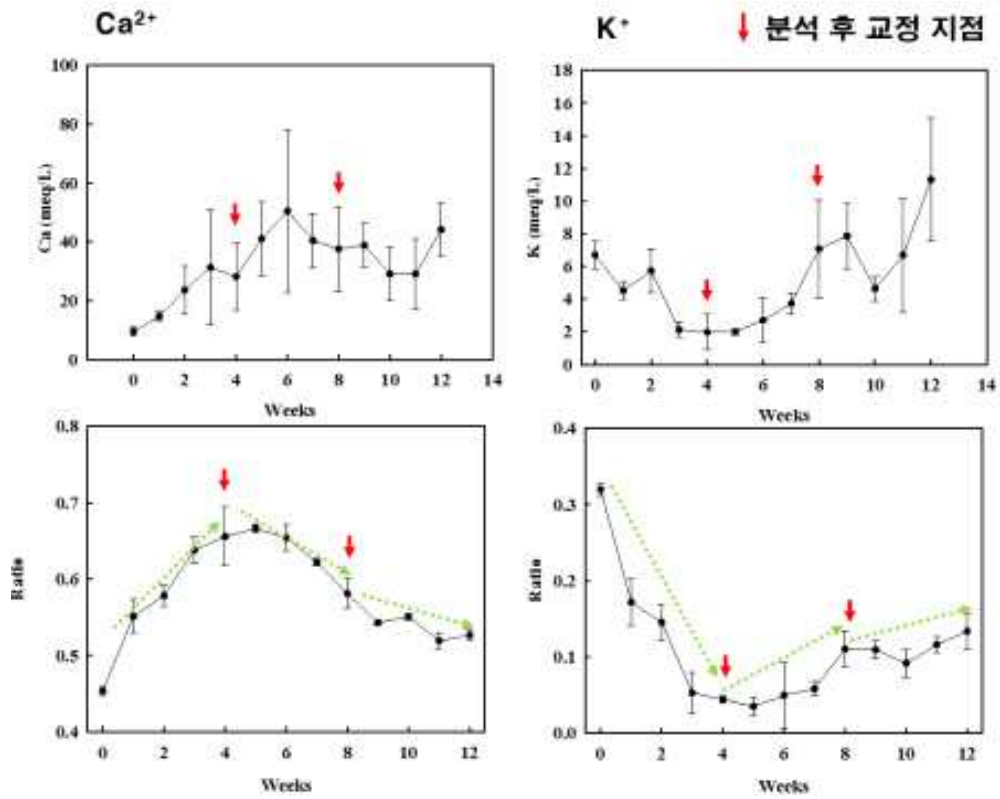 Ca²⁺
K⁺
분석 후 교정 지점
100
80
60
40
20
0
Ca (meq/L)
0 2 4 6 8 10 12 14
Weeks
18
16
14
12
10
8
6
4
2
0
K (meq/L)
0 2 4 6 8 10 12 14
Weeks
0.8
0.7
0.6
0.5
0.4
Ratio
0 2 4 6 8 10 12
Weeks
0.4
0.3
0.2
0.1
0.0
Ratio
0 2 4 6 8 10 12
Weeks